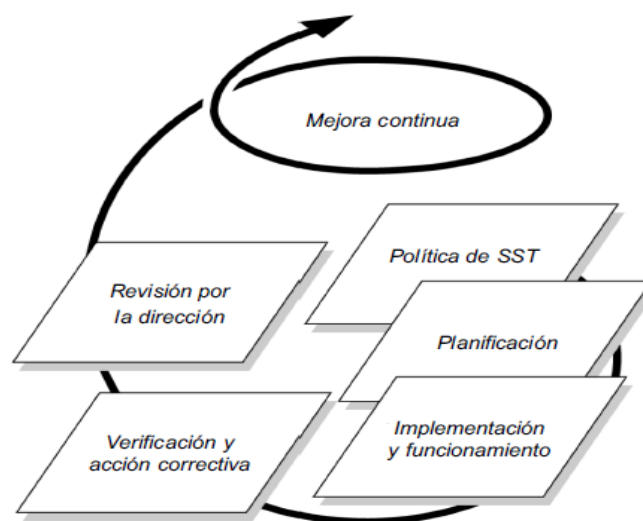 Mejora continua
Política de SST
Planificación
Implementación
y funcionamiento
Verificación y
acción correctiva
Revisión por
la dirección